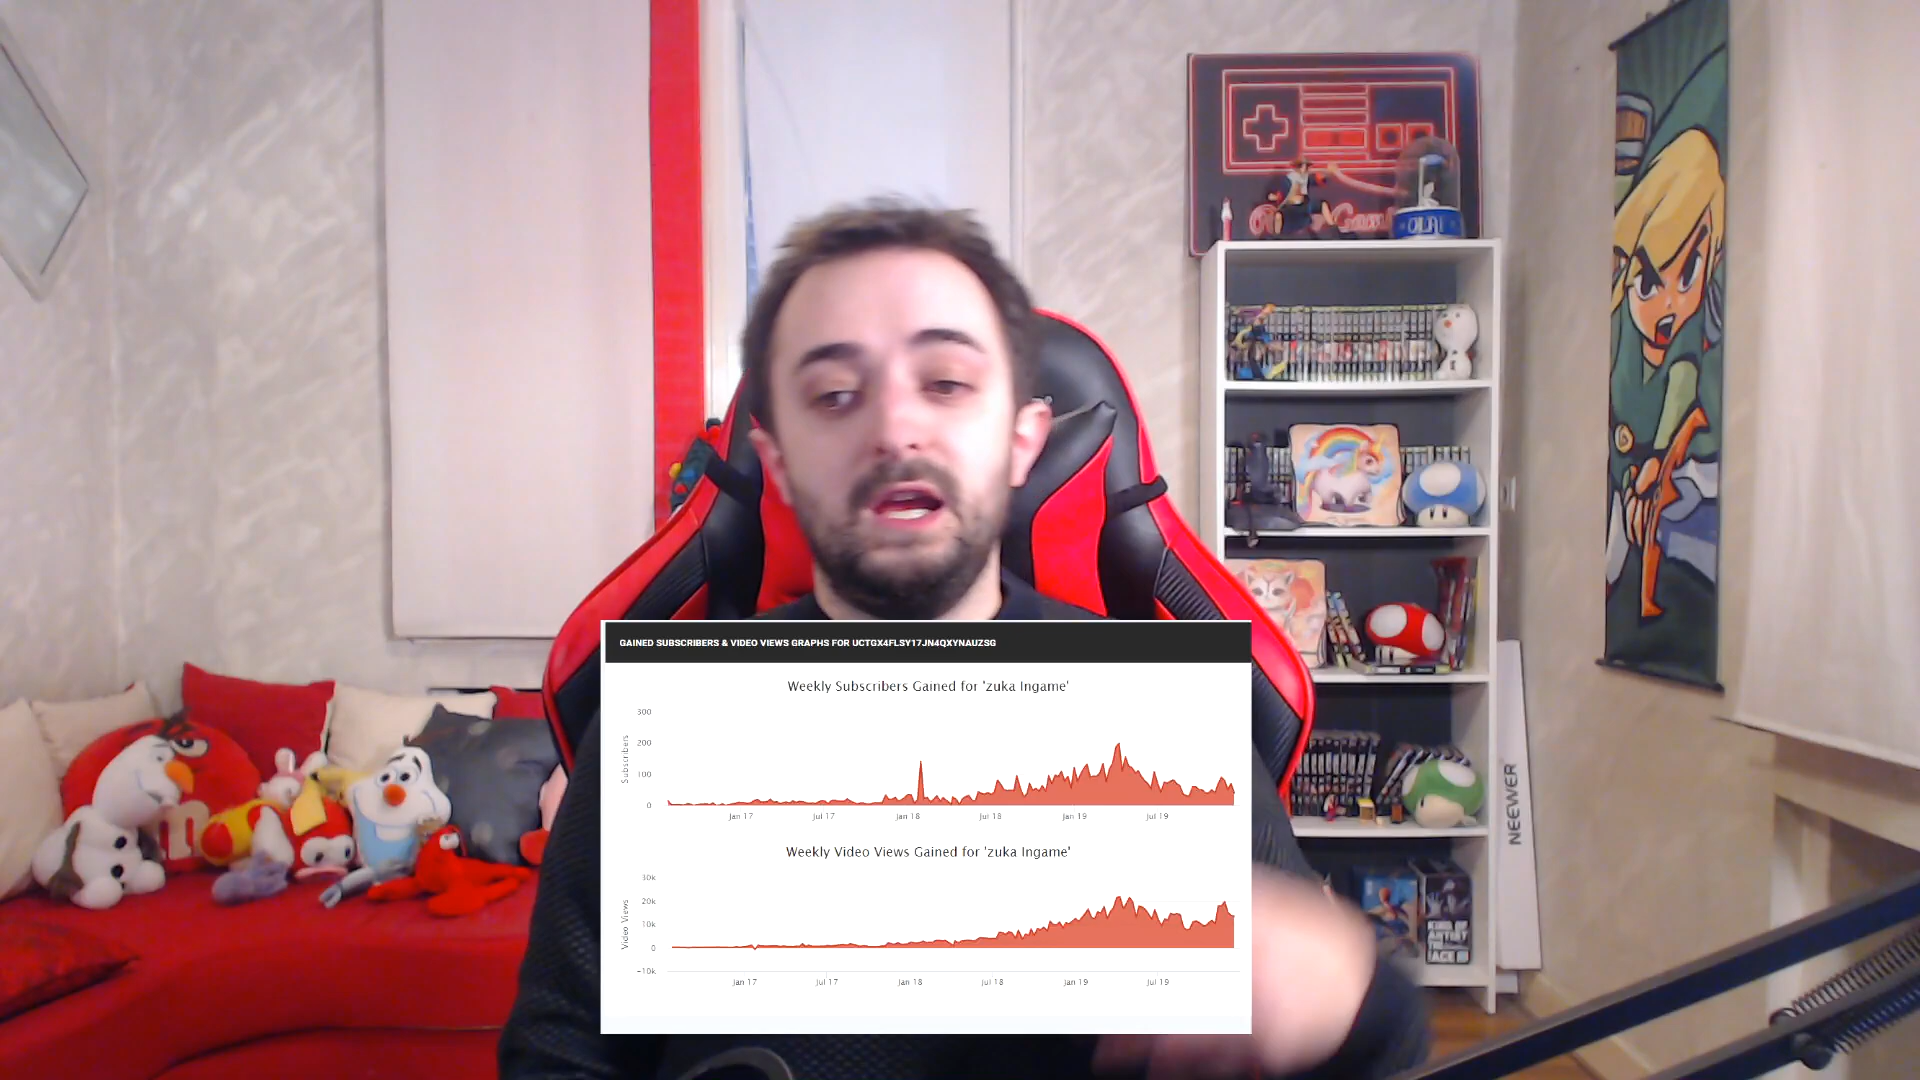 OLAF
NEEWER
GAINED SUBSCRIBERS & VIDEO VIEWS GRAPHS FOR UCTGX4FLSY17JN4QXYNAUZSG
Weekly Subscribers Gained for 'zuka Ingame'
Subscribers
300
200
100
0
Jan 17 Jul 17 Jan 18 Jul 18 Jan 19 Jul 19
Weekly Video Views Gained for 'zuka Ingame'
Video Views
30k
20k
10k
0
-10k
Jan 17 Jul 17 Jan 18 Jul 18 Jan 19 Jul 19